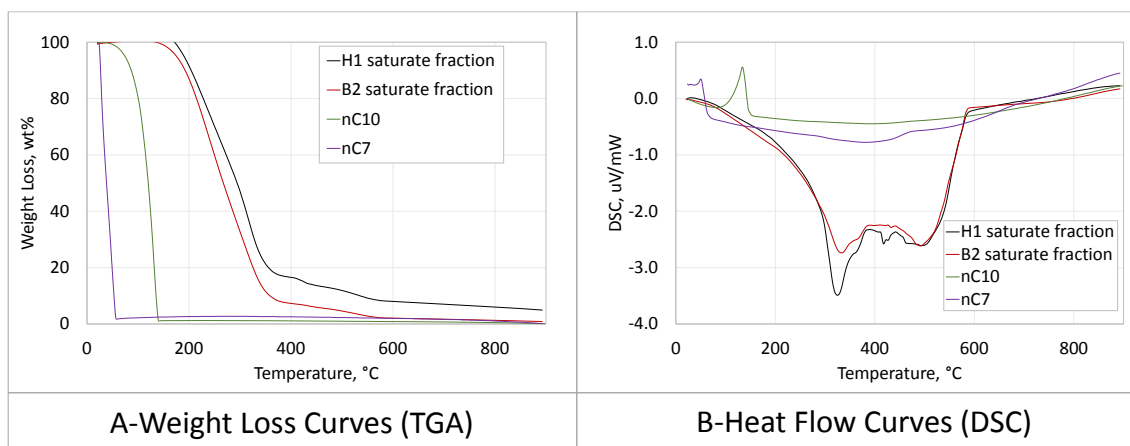 100
80
60
40
20
0
Weight Loss, wt%
H1 saturate fraction
B2 saturate fraction
nC10
nC7
0 200 400 600 800
Temperature, °C
A-Weight Loss Curves (TGA)
1.0
0.0
-1.0
-2.0
-3.0
-4.0
DSC, uV/mW
H1 saturate fraction
B2 saturate fraction
nC10
nC7
0 200 400 600 800
Temperature, °C
B-Heat Flow Curves (DSC)